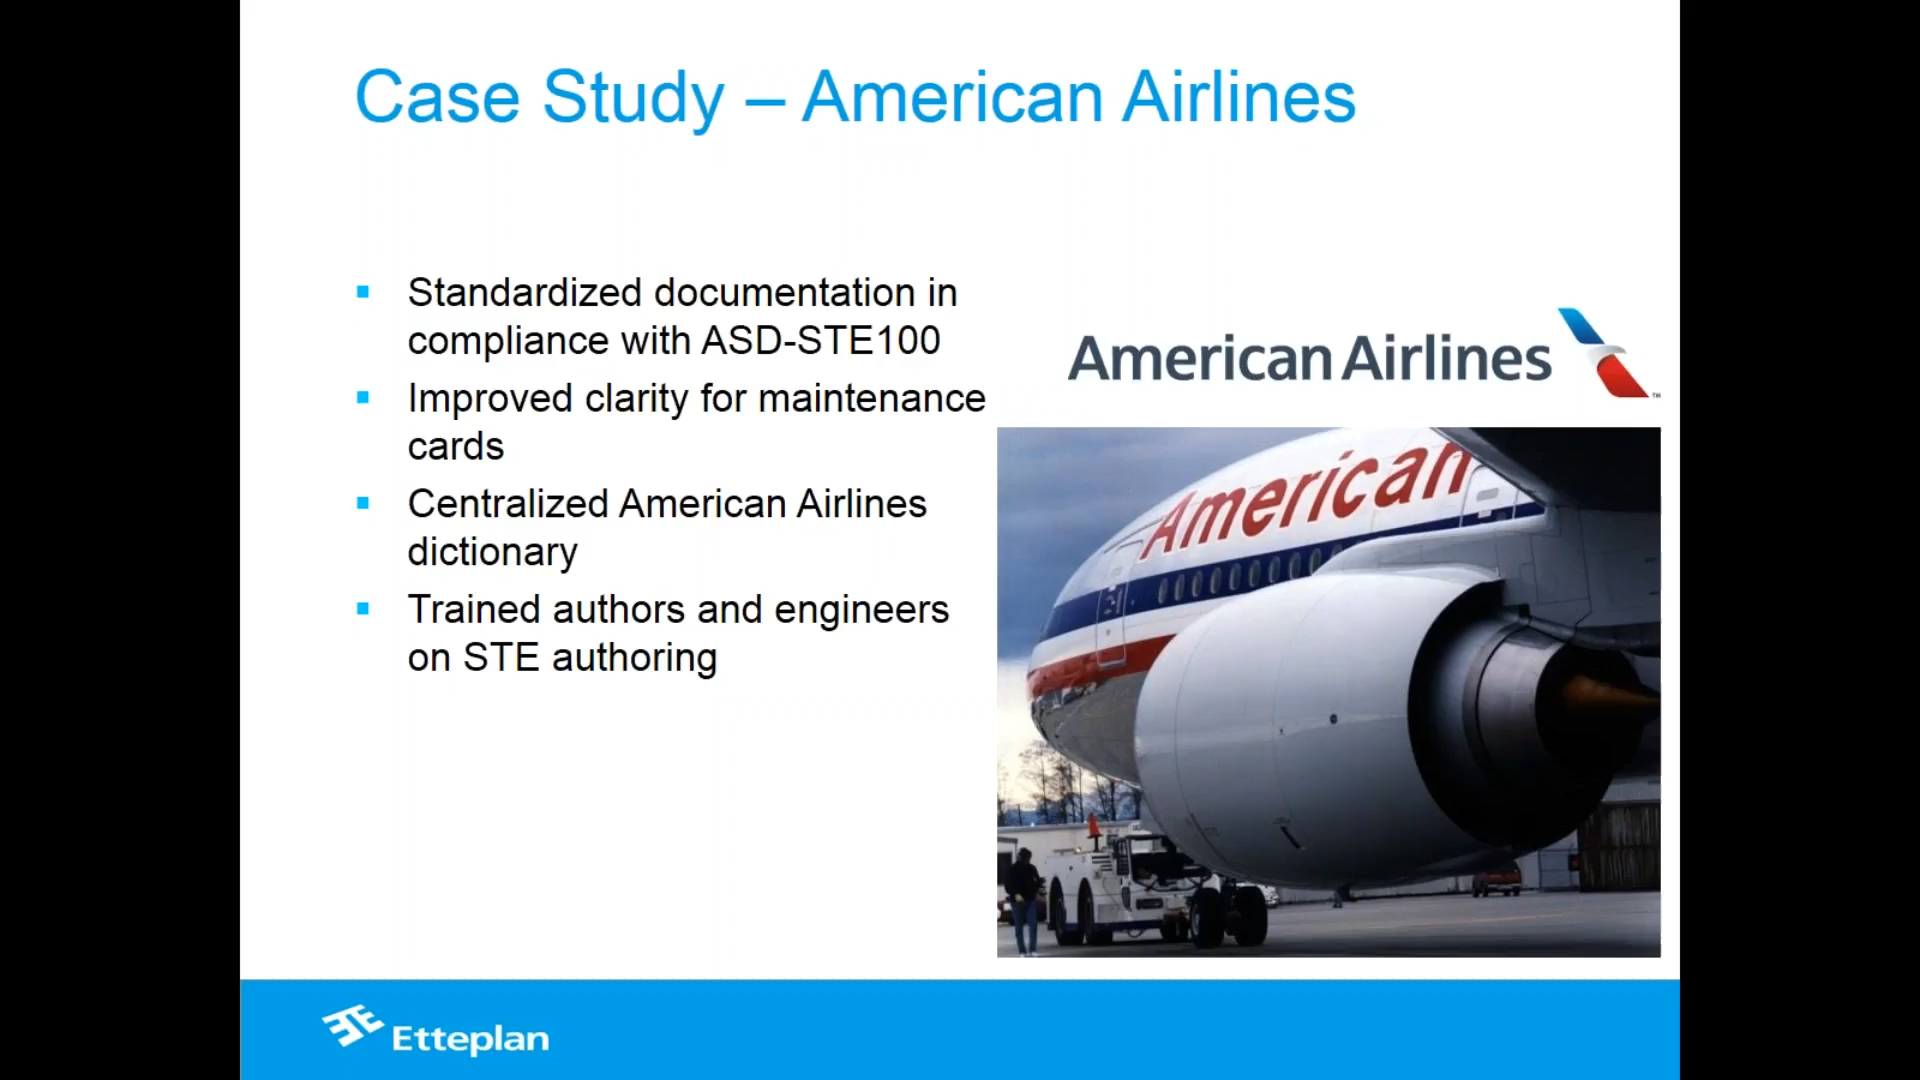 Case Study – American Airlines
Standardized documentation in
compliance with ASD-STE100
Improved clarity for maintenance
cards
Centralized American Airlines
dictionary
Trained authors and engineers
on STE authoring
American Airlines
TM
American
Etteplan